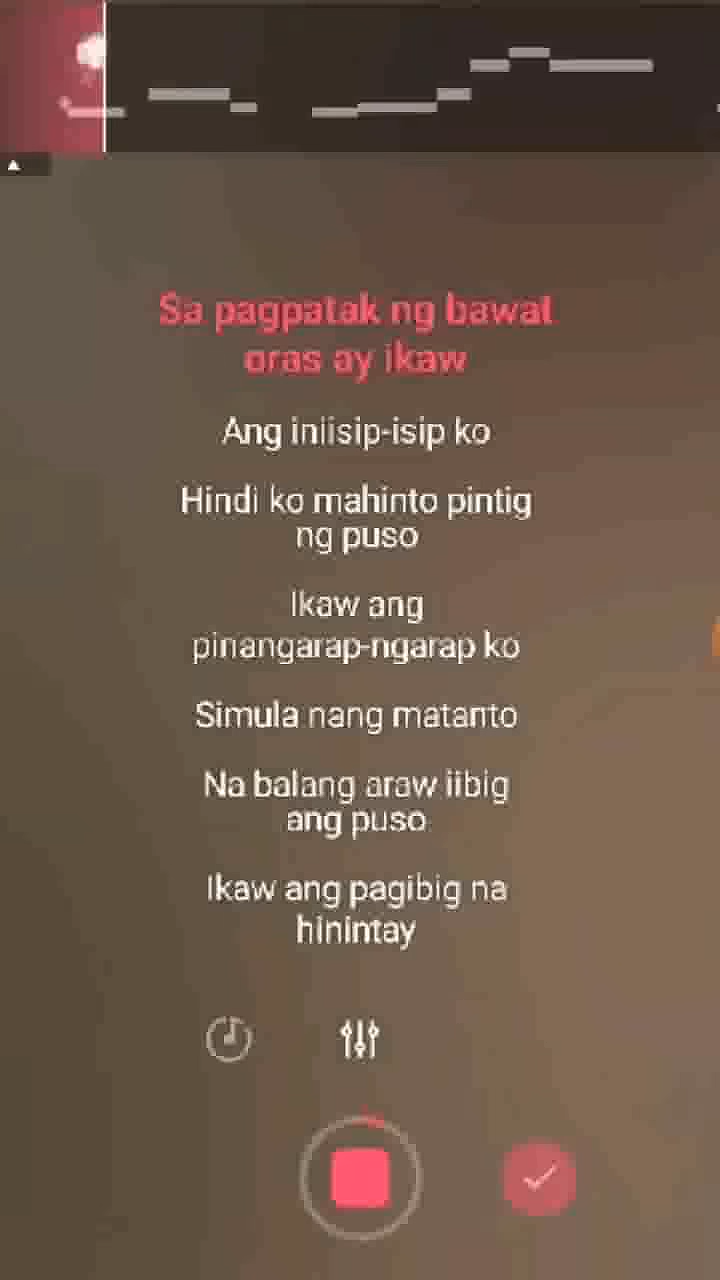 Sa pagpatak ng bawat
oras ay ikaw
Ang iniisip-isip ko
Hindi ko mahinto pintig
ng puso
Ikaw ang
pinangarap-ngarap ko
Simula nang matanto
Na balang araw iibig
ang puso
Ikaw ang pagibig na
hinintay